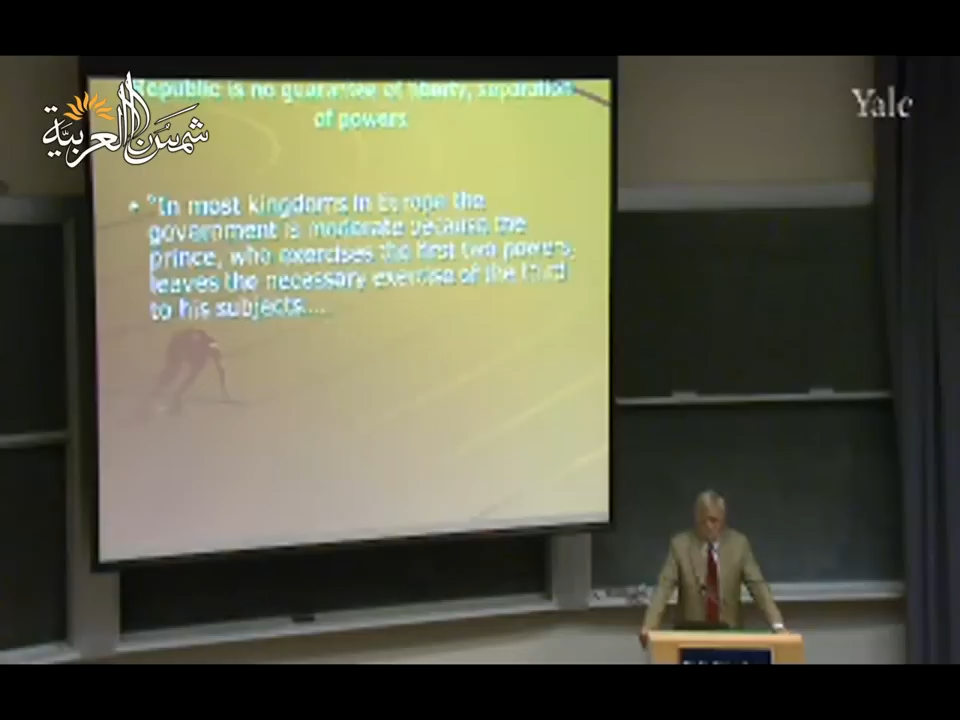 شمس العربية
Yale
Republic is no guarantee of liberty, separation
of powers
• "In most kingdoms in Europe the
government is moderate because the
prince, who exercises the first two powers,
leaves the necessary exercise of the third
to his subjects....